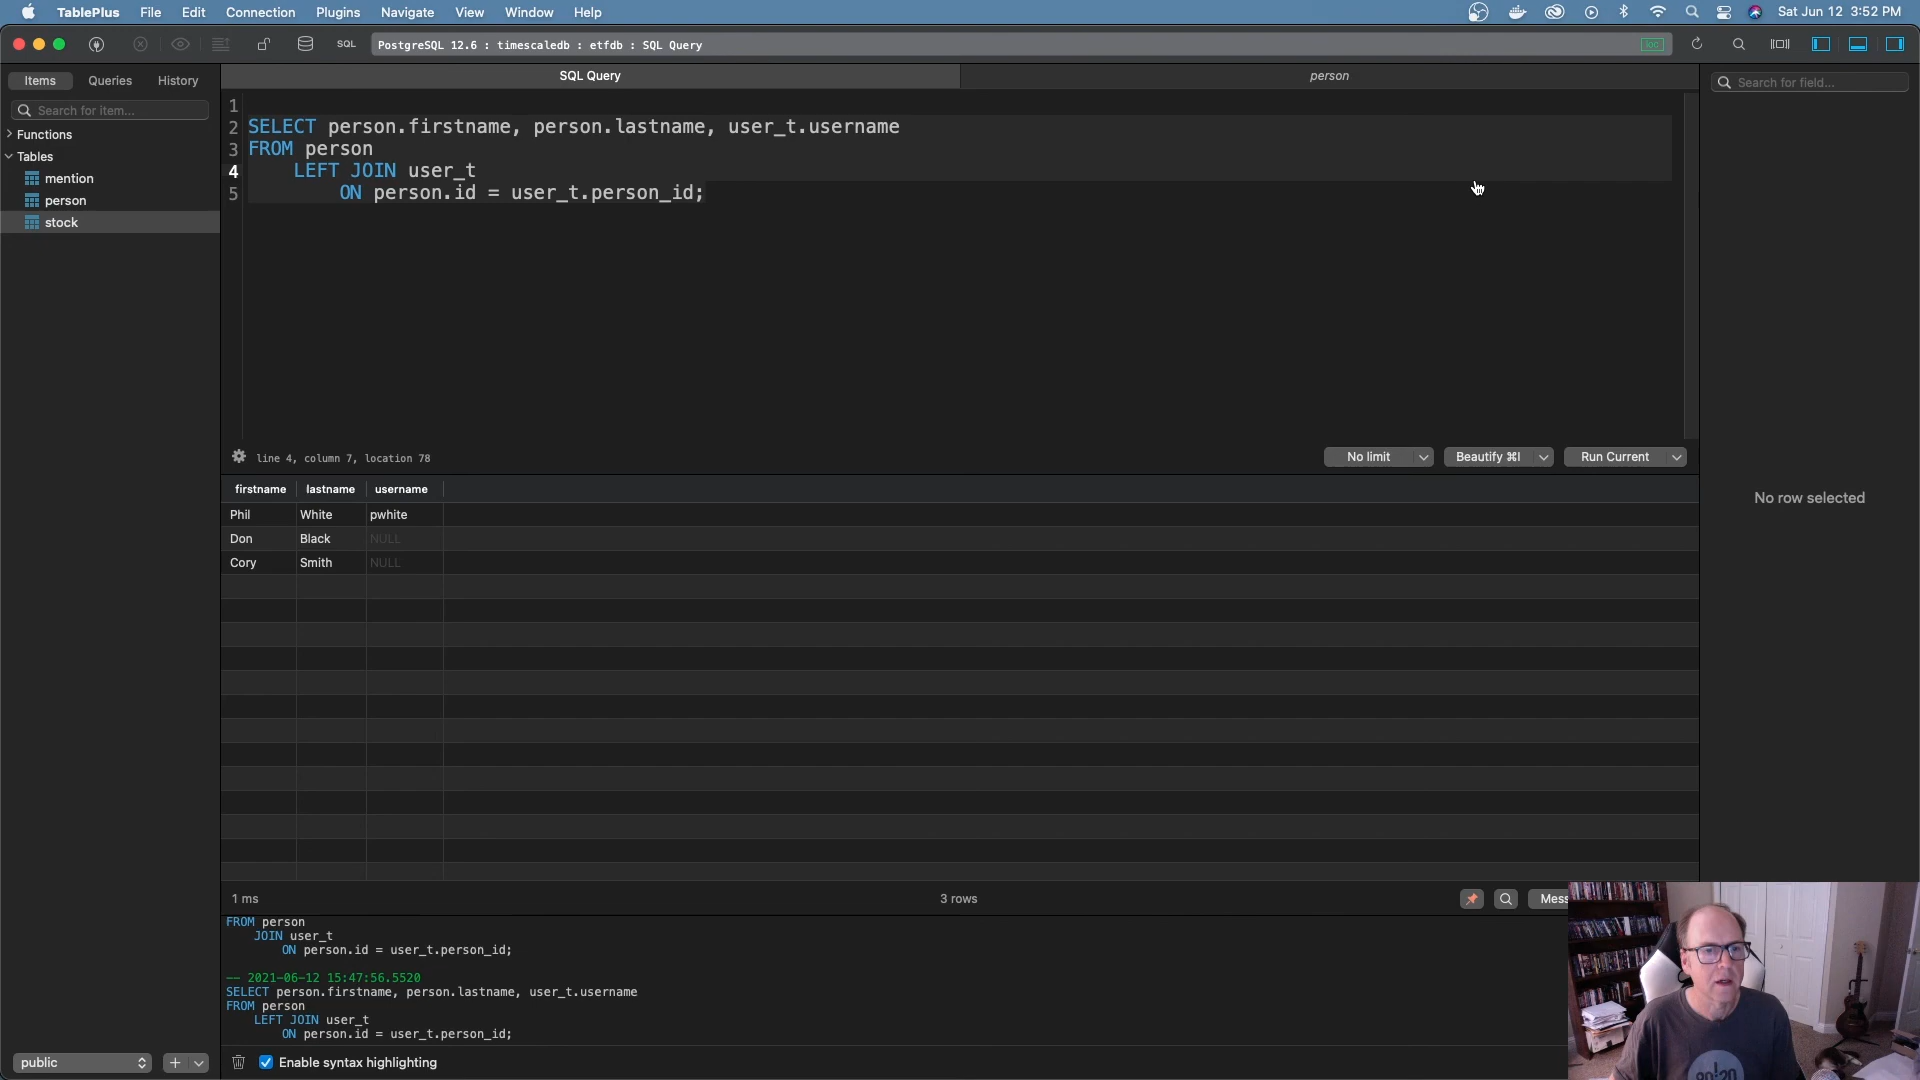 TablePlus File Edit Connection Plugins Navigate View Window Help Sat Jun 12 3:52 PM
SQL PostgreSQL 12.6 : timescaledb : etfdb : SQL Query loc
Items Queries History
Search for item...
Functions
Tables
mention
person
stock
SQL Query person
Search for field...
1
2 SELECT person.firstname, person.lastname, user_t.username
3 FROM person
4 LEFT JOIN user_t
5 ON person.id = user_t.person_id;
line 4, column 7, location 78
No limit Beautify ⌘I Run Current
firstname lastname username
Phil White pwhite
Don Black NULL
Cory Smith NULL
No row selected
1 ms 3 rows Mess
FROM person
JOIN user_t
ON person.id = user_t.person_id;
-- 2021-06-12 15:47:56.5520
SELECT person.firstname, person.lastname, user_t.username
FROM person
LEFT JOIN user_t
ON person.id = user_t.person_id;
public + Enable syntax highlighting